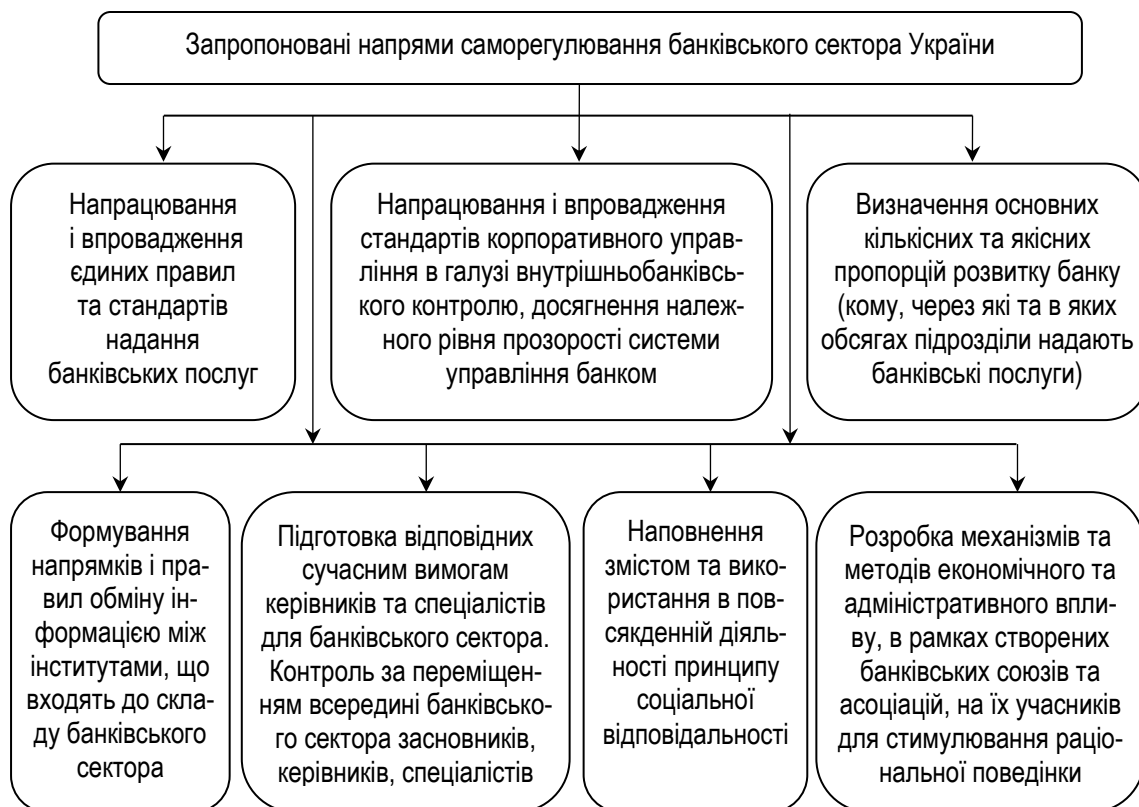 Запропоновані напрями саморегулювання банківського сектора України
Напрацювання
і впровадження
єдиних правил
та стандартів
надання
банківських послуг
Напрацювання і впровадження
стандартів корпоративного управ-
ління в галузі внутрішньобанківсь-
кого контролю, досягнення належ-
ного рівня прозорості системи
управління банком
Визначення основних
кількісних та якісних
пропорцій розвитку банку
(кому, через які та в яких
обсягах підрозділи надають
банківські послуги)
Формування
напрямків і пра-
вил обміну ін-
формацією між
інститутами, що
входять до скла-
ду банківського
сектора
Підготовка відповідних
сучасним вимогам
керівників та спеціалістів
для банківського сектора.
Контроль за переміщен-
ням всередині банківсько-
го сектора засновників,
керівників, спеціалістів
Наповнення
змістом та вико-
ристання в пов-
сякденній діяль-
ності принципу
соціальної
відповідальності
Розробка механізмів та
методів економічного та
адміністративного впли-
ву, в рамках створених
банківських союзів та
асоціацій, на їх учасників
для стимулювання раціо-
нальної поведінки